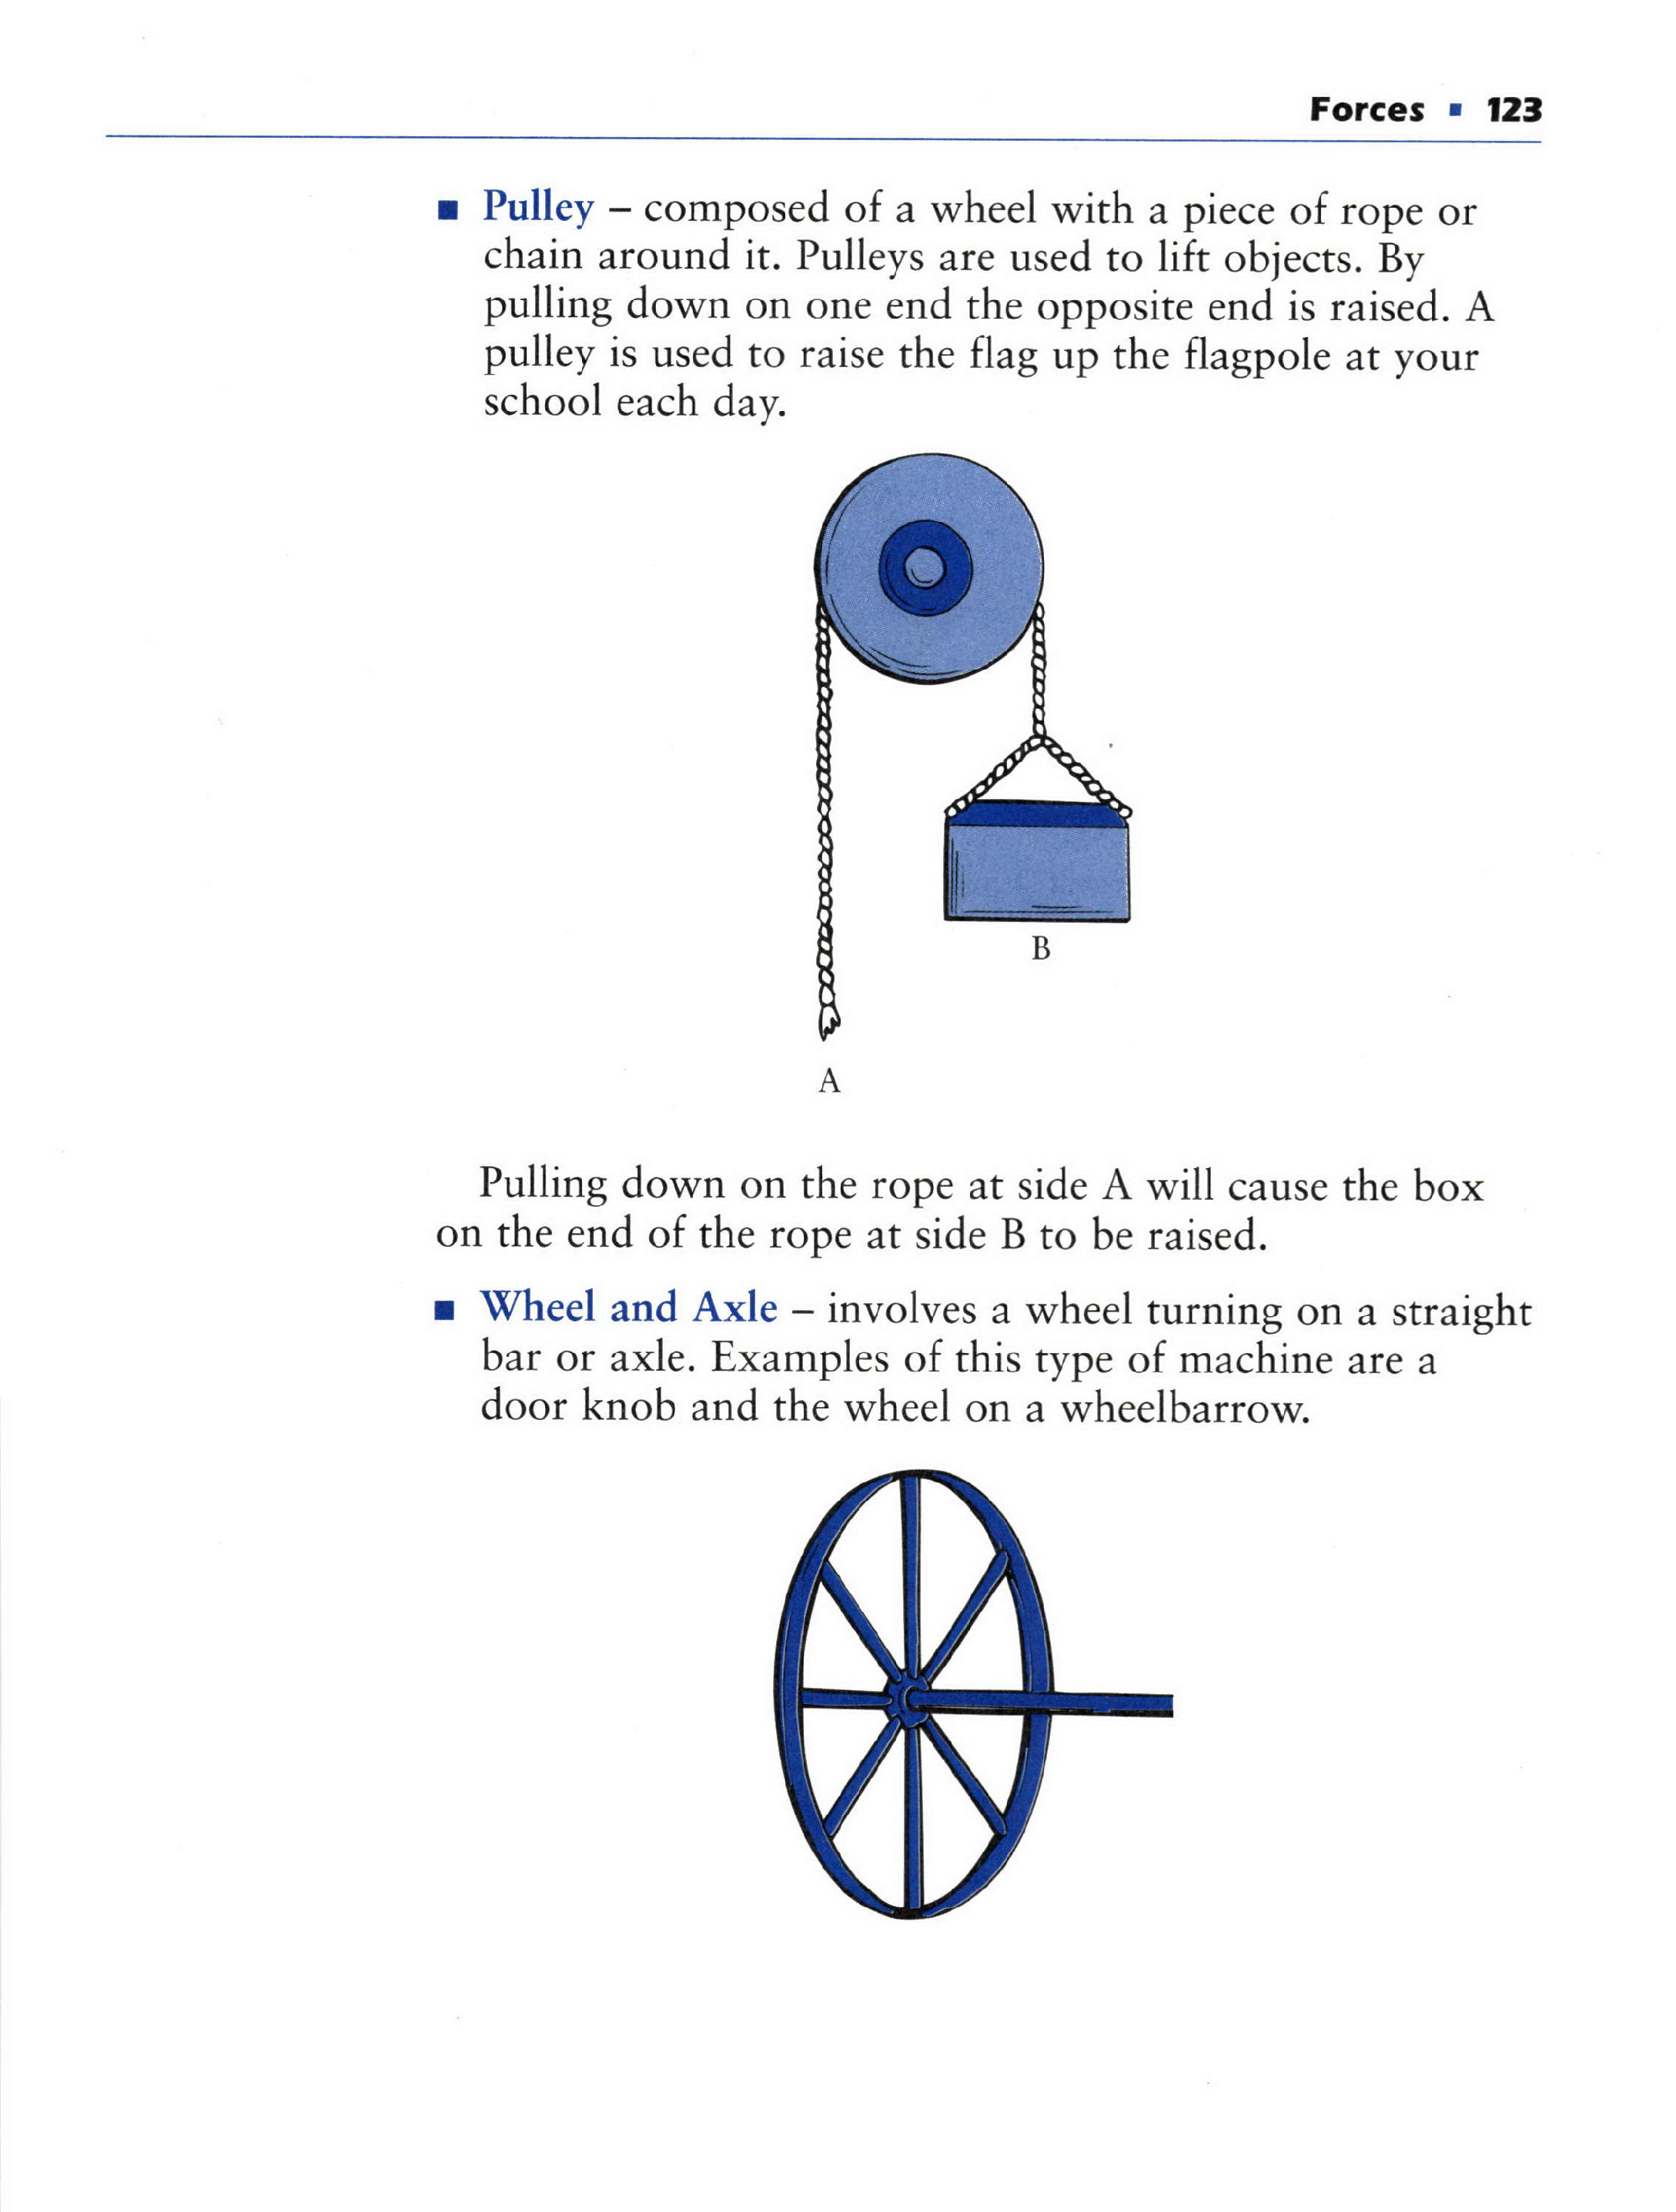 Forces ▪ 123
▪ Pulley – composed of a wheel with a piece of rope or
chain around it. Pulleys are used to lift objects. By
pulling down on one end the opposite end is raised. A
pulley is used to raise the flag up the flagpole at your
school each day.
B
A
Pulling down on the rope at side A will cause the box
on the end of the rope at side B to be raised.
▪ Wheel and Axle – involves a wheel turning on a straight
bar or axle. Examples of this type of machine are a
door knob and the wheel on a wheelbarrow.